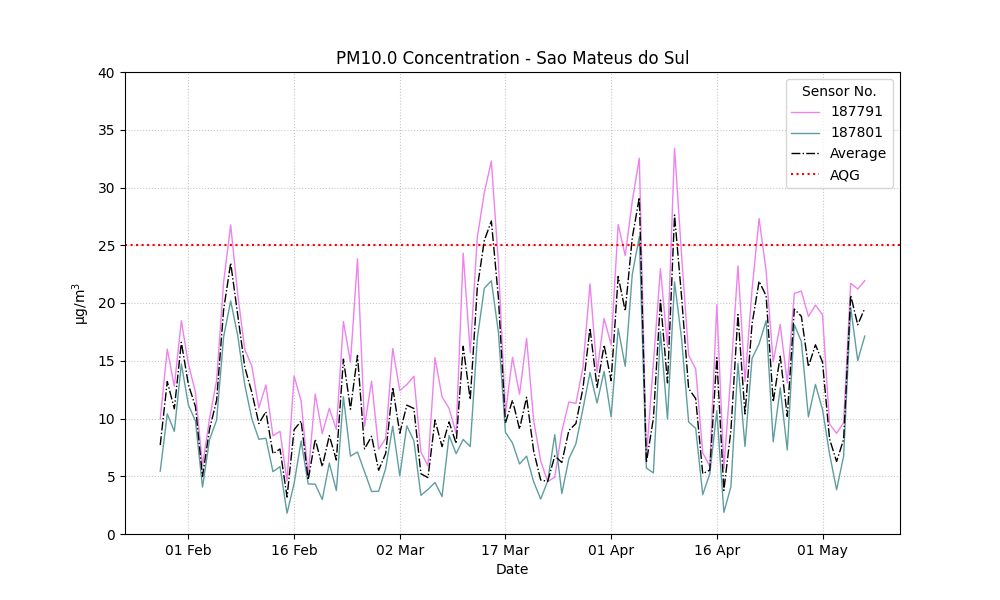 PM10.0 Concentration - Sao Mateus do Sul
Sensor No.
187791
187801
Average
AQG
40
35
30
25
20
15
10
5
0
µg/m³
01 Feb
16 Feb
02 Mar
17 Mar
01 Apr
16 Apr
01 May
Date